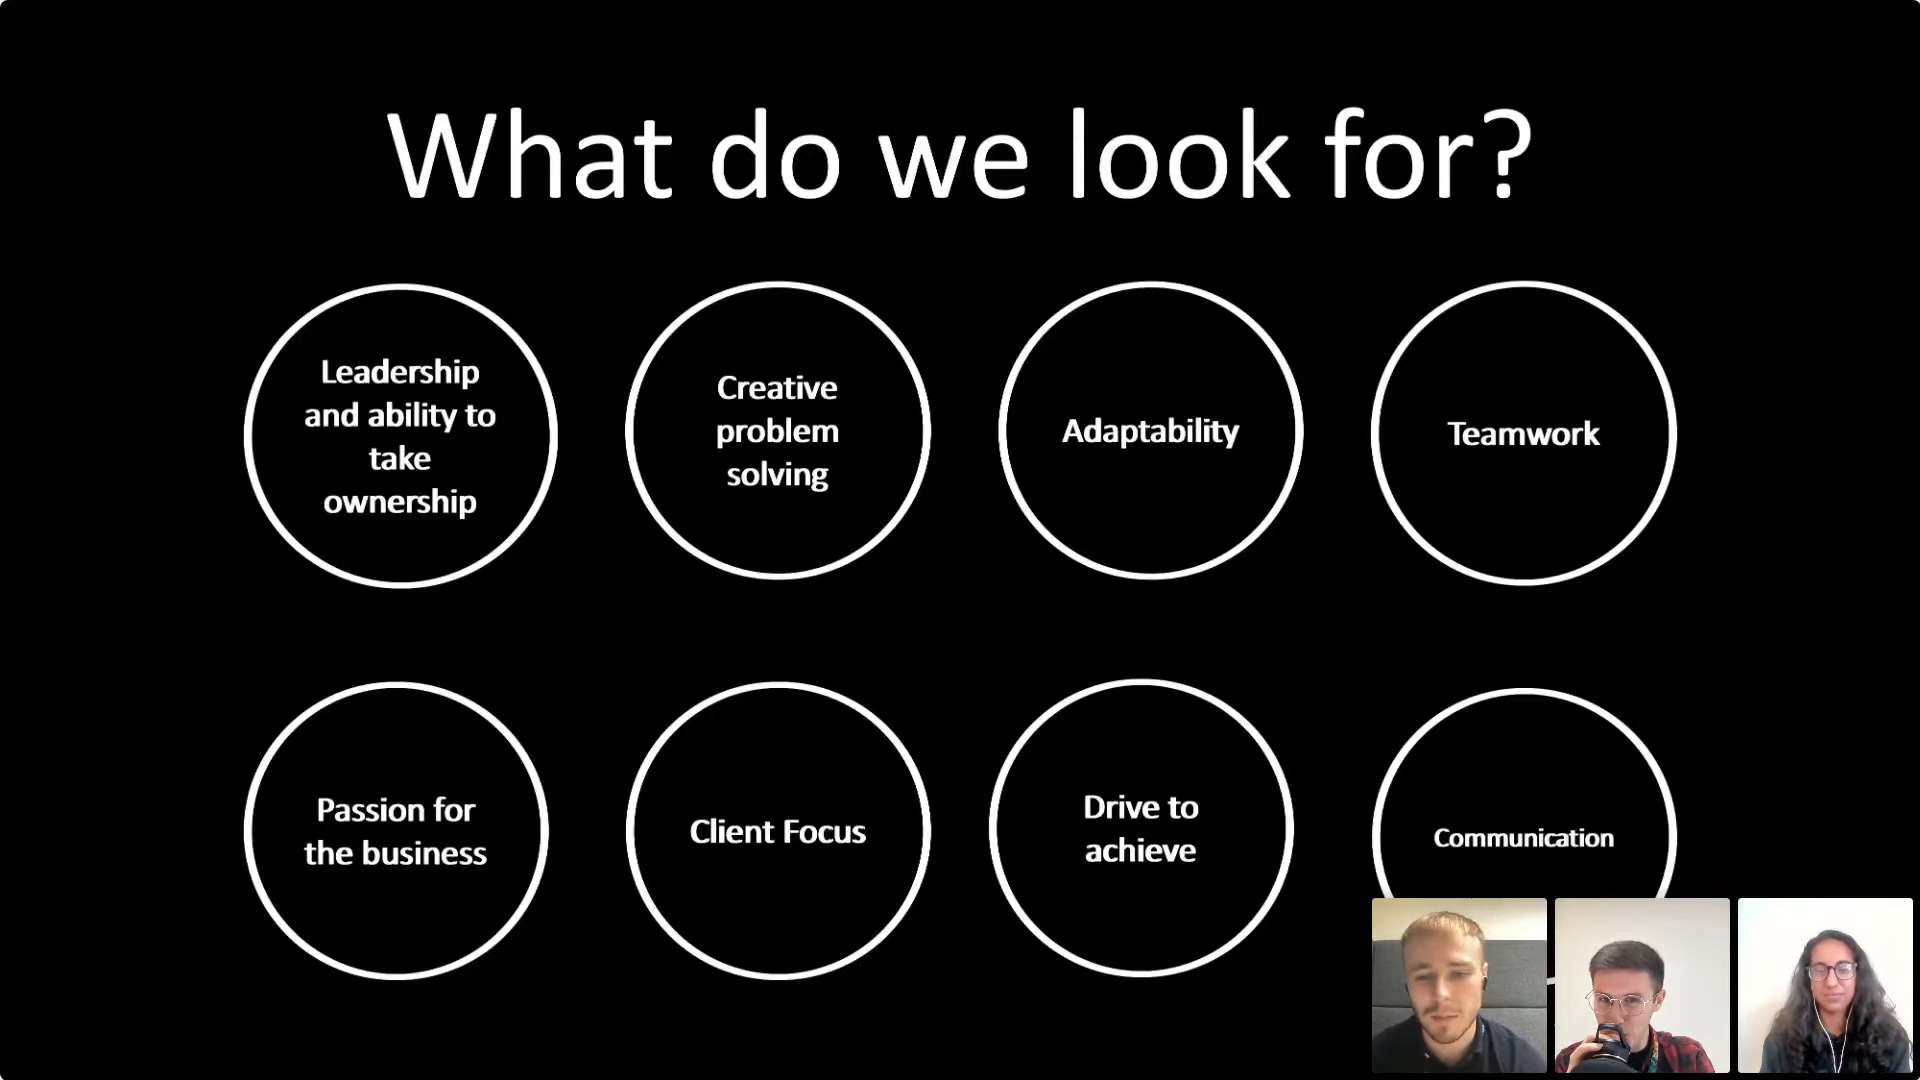 What do we look for?
Leadership
and ability to
take
ownership
Creative
problem
solving
Adaptability
Teamwork
Passion for
the business
Client Focus
Drive to
achieve
Communication